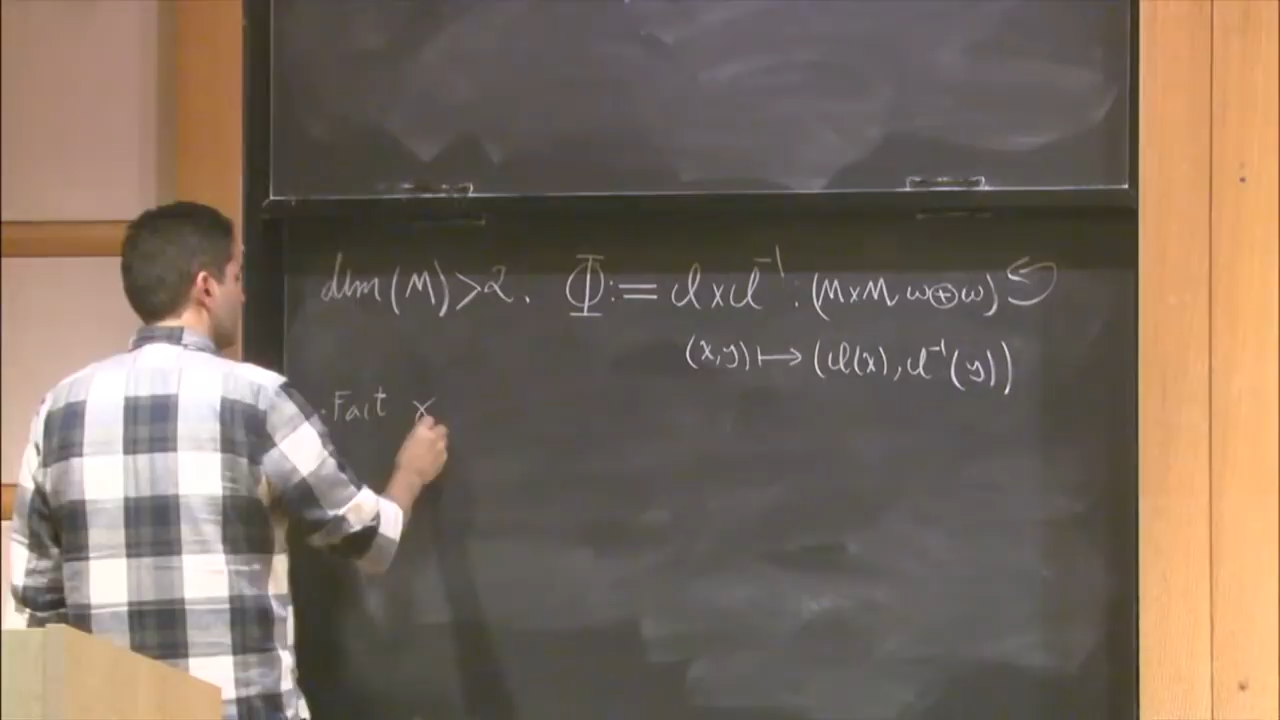 dim(M)>2. Φ:= φ×φ⁻¹:(M×M ω⊕ω)↺
(x,y)↦(φ(x),φ⁻¹(y))
·Fact x